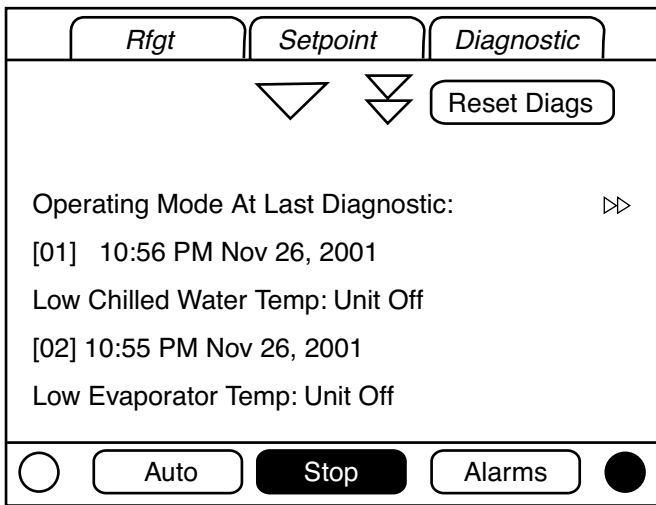 Rfgt Setpoint Diagnostic
Reset Diags
Operating Mode At Last Diagnostic:
[01] 10:56 PM Nov 26, 2001
Low Chilled Water Temp: Unit Off
[02] 10:55 PM Nov 26, 2001
Low Evaporator Temp: Unit Off
Auto Stop Alarms